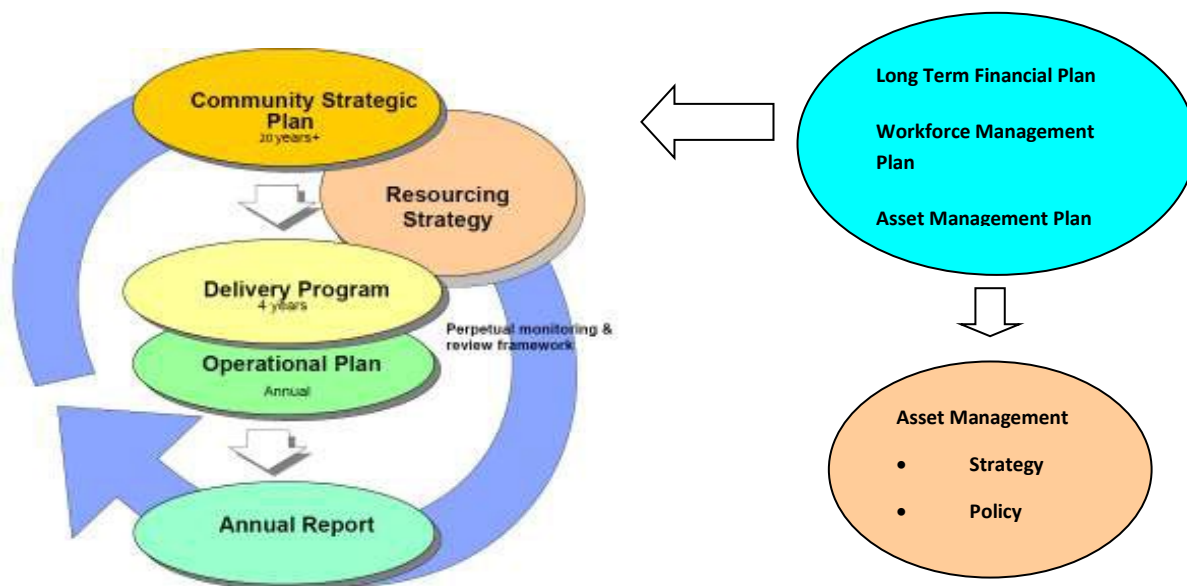 Community Strategic
Plan
20 years+
Resourcing
Strategy
Delivery Program
4 years
Perpetual monitoring &
review framework
Operational Plan
Annual
Annual Report
Long Term Financial Plan
Workforce Management
Plan
Asset Management Plan
Asset Management
• Strategy
• Policy